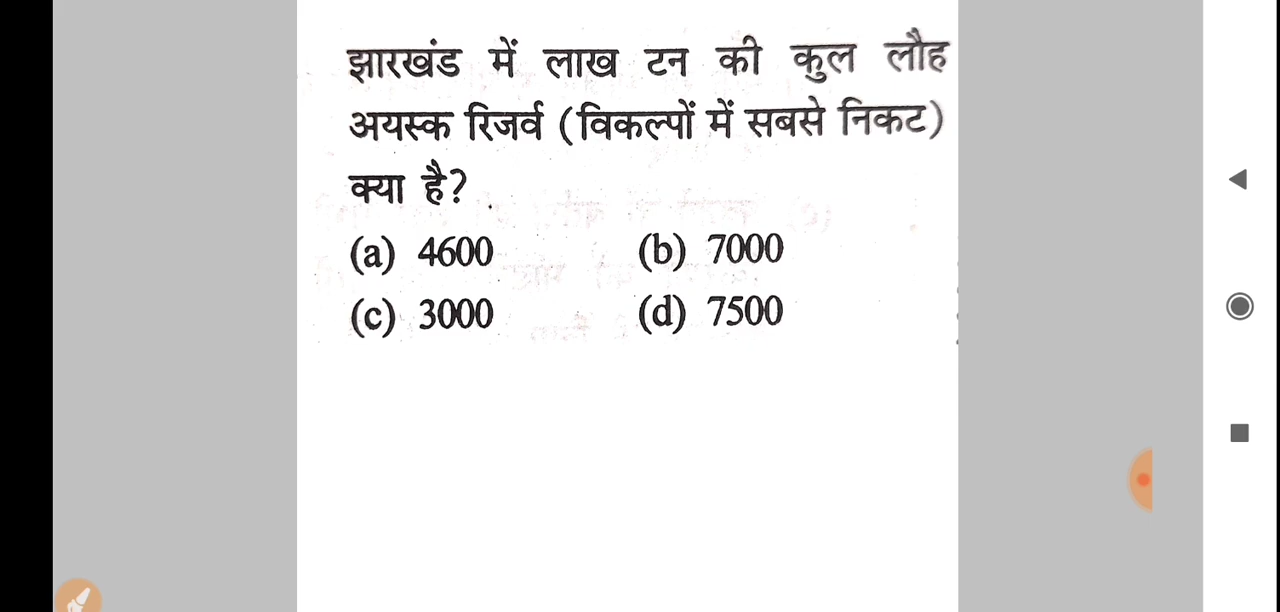 झारखंड में लाख टन की कुल लौह
अयस्क रिजर्व (विकल्पों में सबसे निकट)
क्या है?
(a) 4600 (b) 7000
(c) 3000 (d) 7500